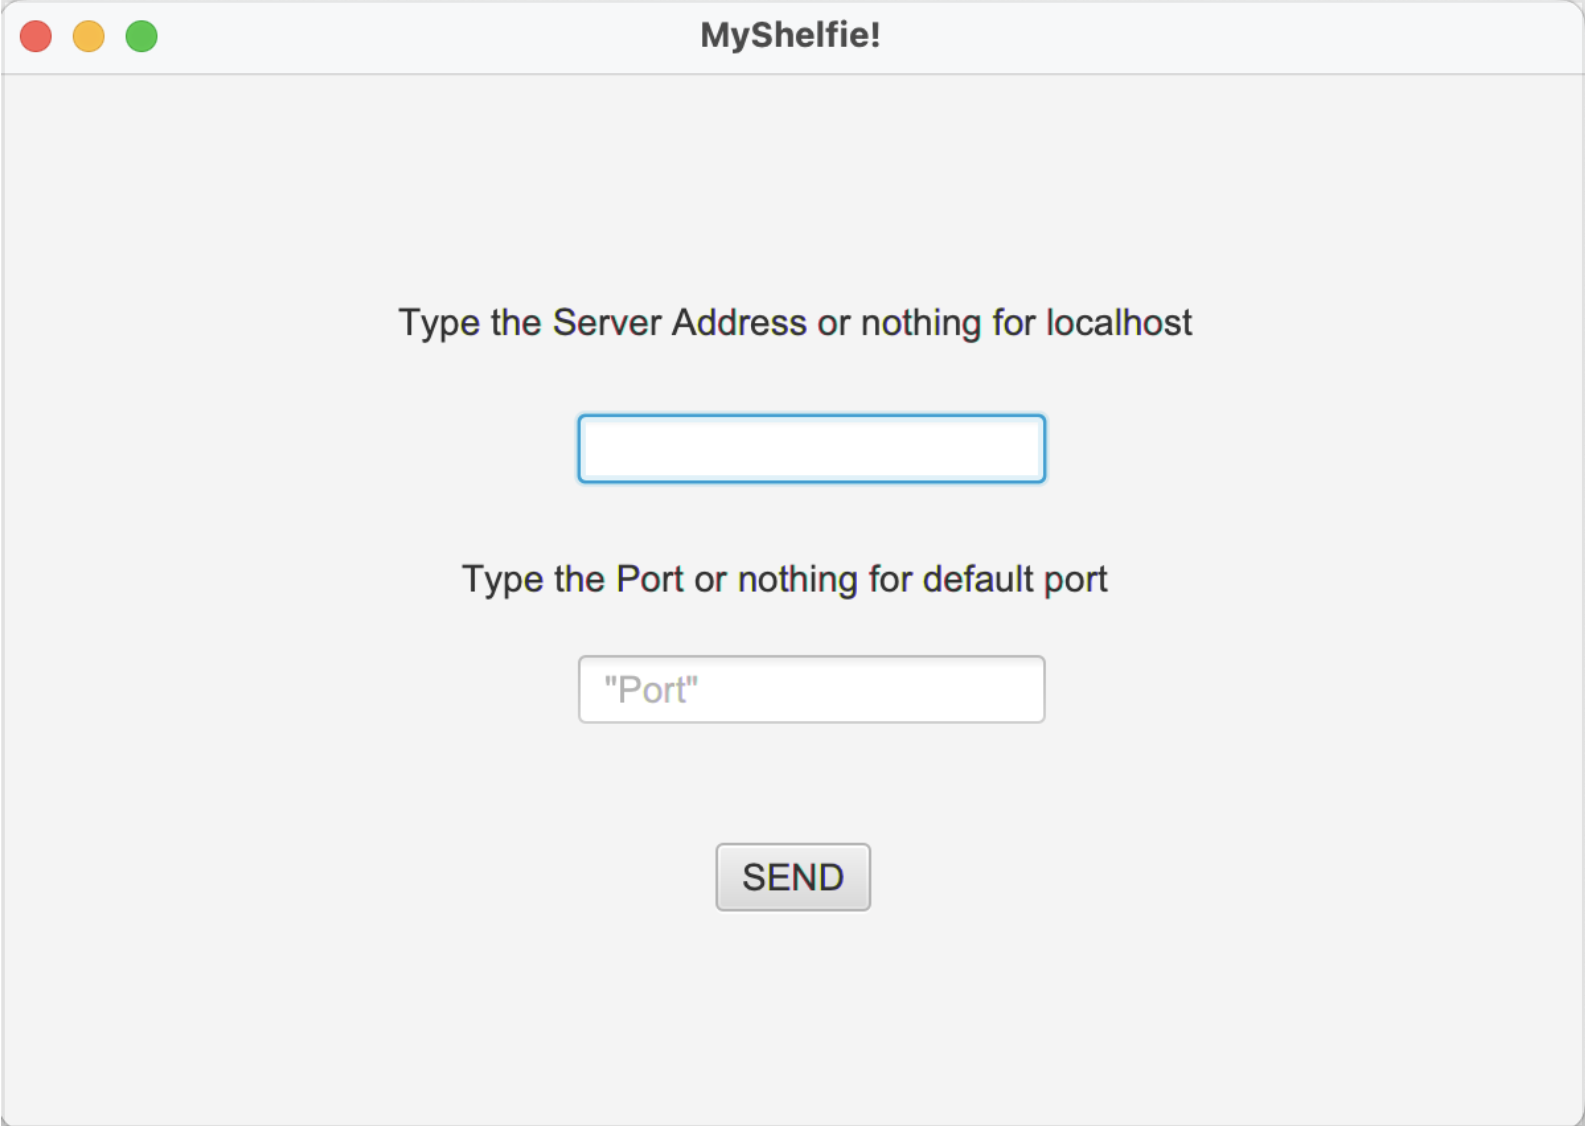 MyShelfie!
Type the Server Address or nothing for localhost
Type the Port or nothing for default port
"Port"
SEND